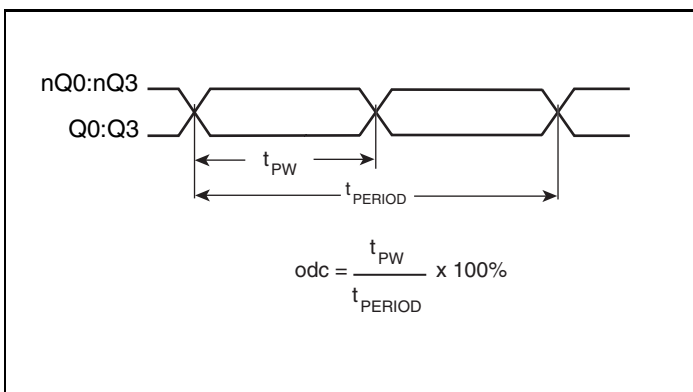 nQ0:nQ3
Q0:Q3
tPW
tPERIOD
odc = tPW / tPERIOD x 100%